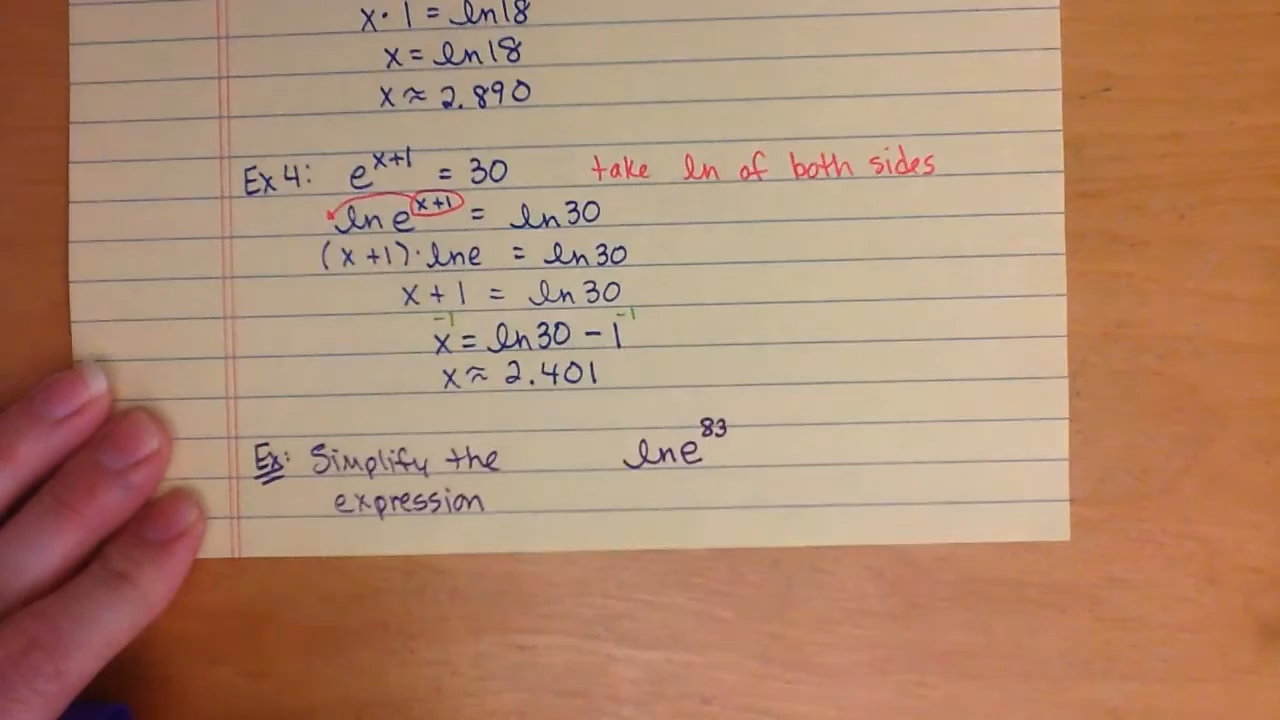 x·1 = ln18
x = ln18
x ≈ 2.890
Ex 4: e^{x+1} = 30 take ln of both sides
ln e^{x+1} = ln30
(x+1)·lne = ln30
x+1 = ln30
-1 -1
x = ln30 - 1
x ≈ 2.401
Ex: Simplify the lne^{83}
expression